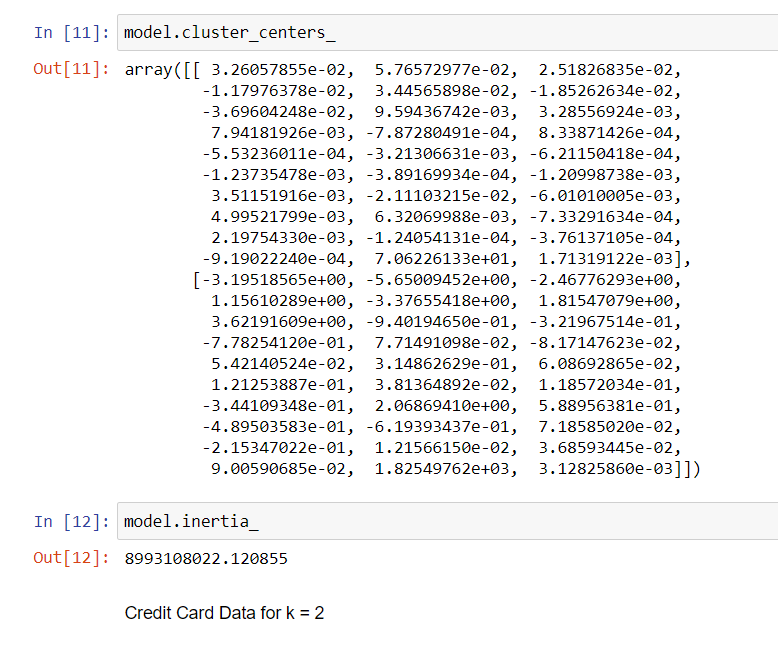 In [11]: model.cluster_centers_
Out[11]: array([[ 3.26057855e-02, 5.76572977e-02, 2.51826835e-02,
-1.17976378e-02, 3.44565898e-02, -1.85262634e-02,
-3.69604248e-02, 9.59436742e-03, 3.28556924e-03,
7.94181926e-03, -7.87280491e-04, 8.33871426e-04,
-5.53236011e-04, -3.21306631e-03, -6.21150418e-04,
-1.23735478e-03, -3.89169934e-04, -1.20998738e-03,
3.51151916e-03, -2.11103215e-02, -6.01010005e-03,
4.99521799e-03, 6.32069988e-03, -7.33291634e-04,
2.19754330e-03, -1.24054131e-04, -3.76137105e-04,
-9.19022240e-04, 7.06226133e+01, 1.71319122e-03],
[-3.19518565e+00, -5.65009452e+00, -2.46776293e+00,
1.15610289e+00, -3.37655418e+00, 1.81547079e+00,
3.62191609e+00, -9.40194650e-01, -3.21967514e-01,
-7.78254120e-01, 7.71491098e-02, -8.17147623e-02,
5.42140524e-02, 3.14862629e-01, 6.08692865e-02,
1.21253887e-01, 3.81364892e-02, 1.18572034e-01,
-3.44109348e-01, 2.06869410e+00, 5.88956381e-01,
-4.89503583e-01, -6.19393437e-01, 7.18585020e-02,
-2.15347022e-01, 1.21566150e-02, 3.68593445e-02,
9.00590685e-02, 1.82549762e+03, 3.12825860e-03]])
In [12]: model.inertia_
Out[12]: 8993108022.120855
Credit Card Data for k = 2